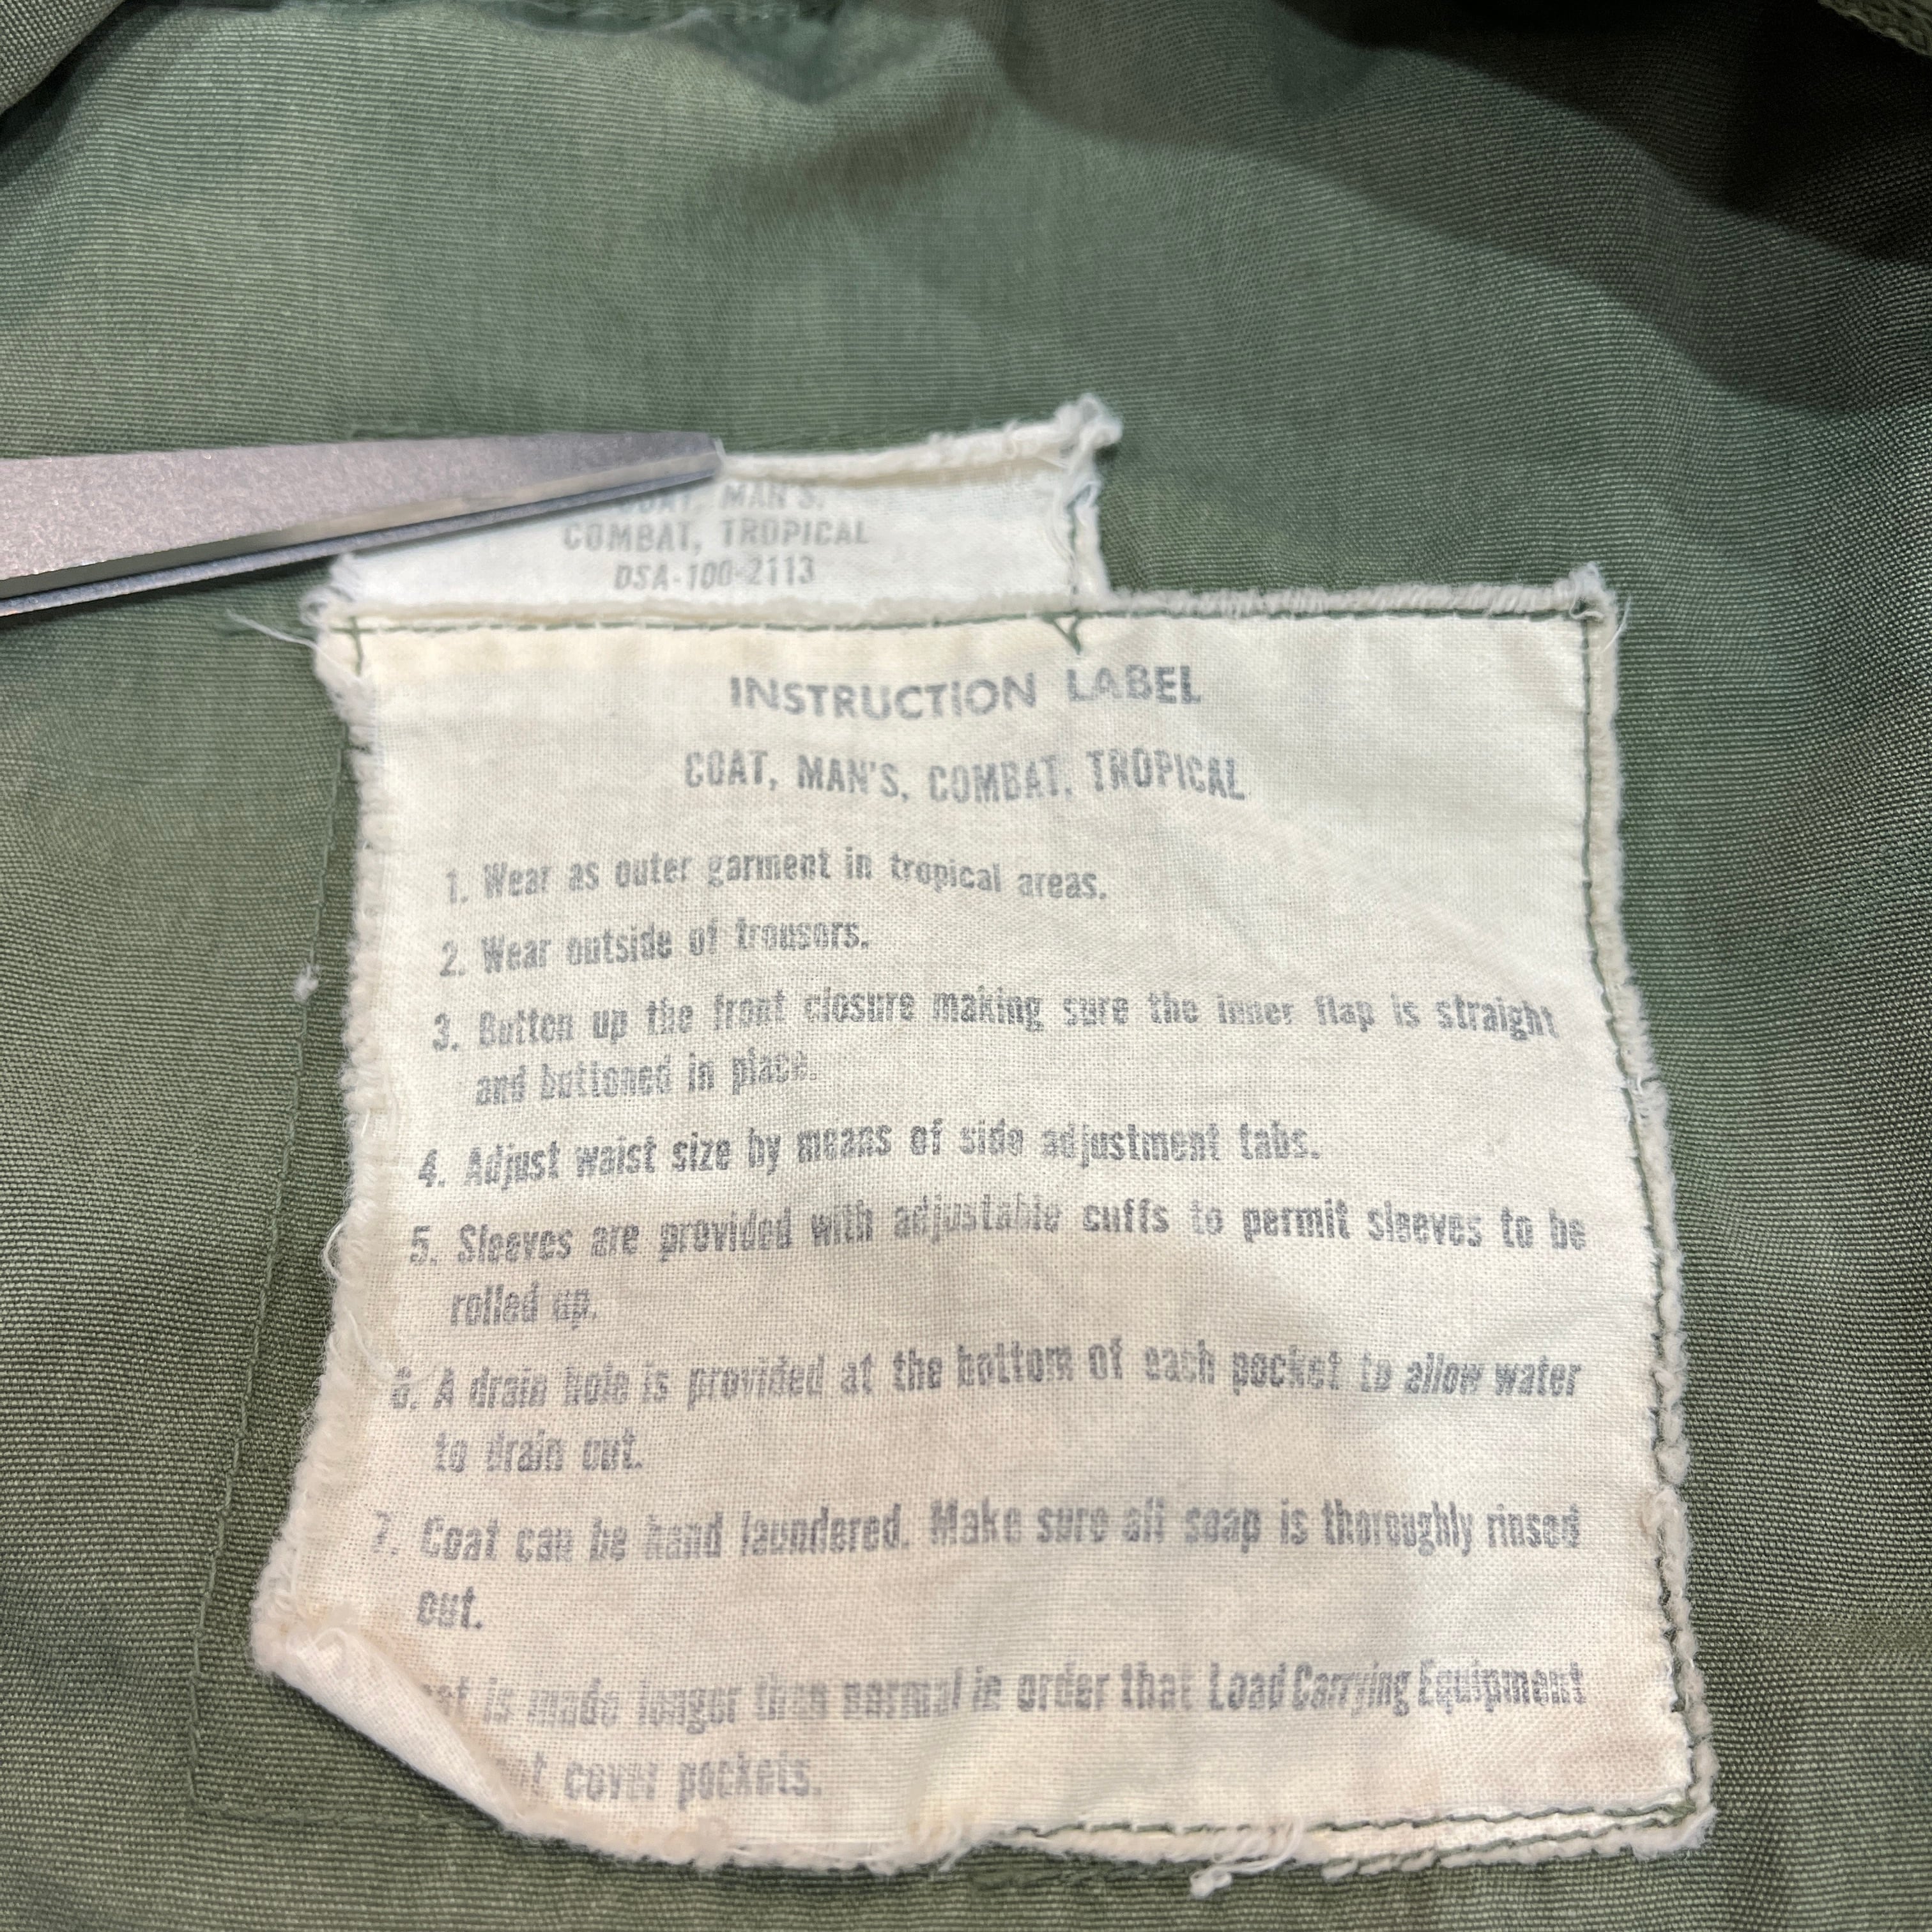 MAN'S,
COMBAT, TROPICAL
DSA-100-2113
INSTRUCTION LABEL
COAT, MAN'S, COMBAT, TROPICAL
1. Wear as outer garment in tropical areas.
2. Wear outside of trousers.
3. Button up the front closure making sure the inner flap is straight
and buttoned in place.
4. Adjust waist size by means of side adjustment tabs.
5. Sleeves are provided with adjustable cuffs to permit sleeves to be
rolled up.
6. A drain hole is provided at the bottom of each pocket to allow water
to drain out.
7. Coat can be hand laundered. Make sure all soap is thoroughly rinsed
out.
is made longer than normal in order that Load Carrying Equipment
cover pockets.